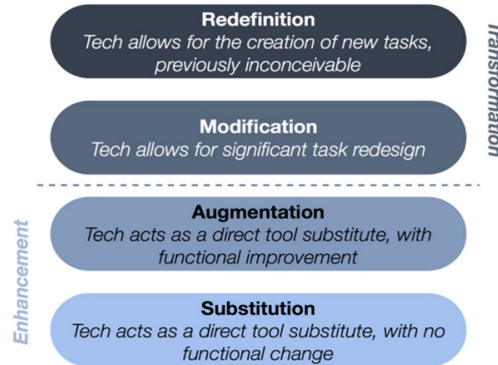 Redefinition
Tech allows for the creation of new tasks,
previously inconceivable
Transformation
Modification
Tech allows for significant task redesign
Augmentation
Tech acts as a direct tool substitute, with
functional improvement
Enhancement
Substitution
Tech acts as a direct tool substitute, with no
functional change